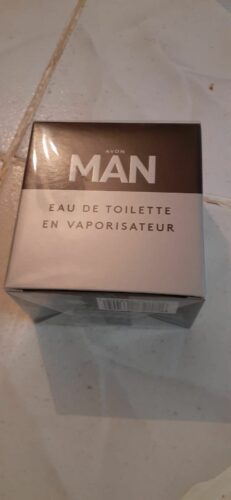 AVON
MAN
EAU DE TOILETTE
EN VAPORISATEUR